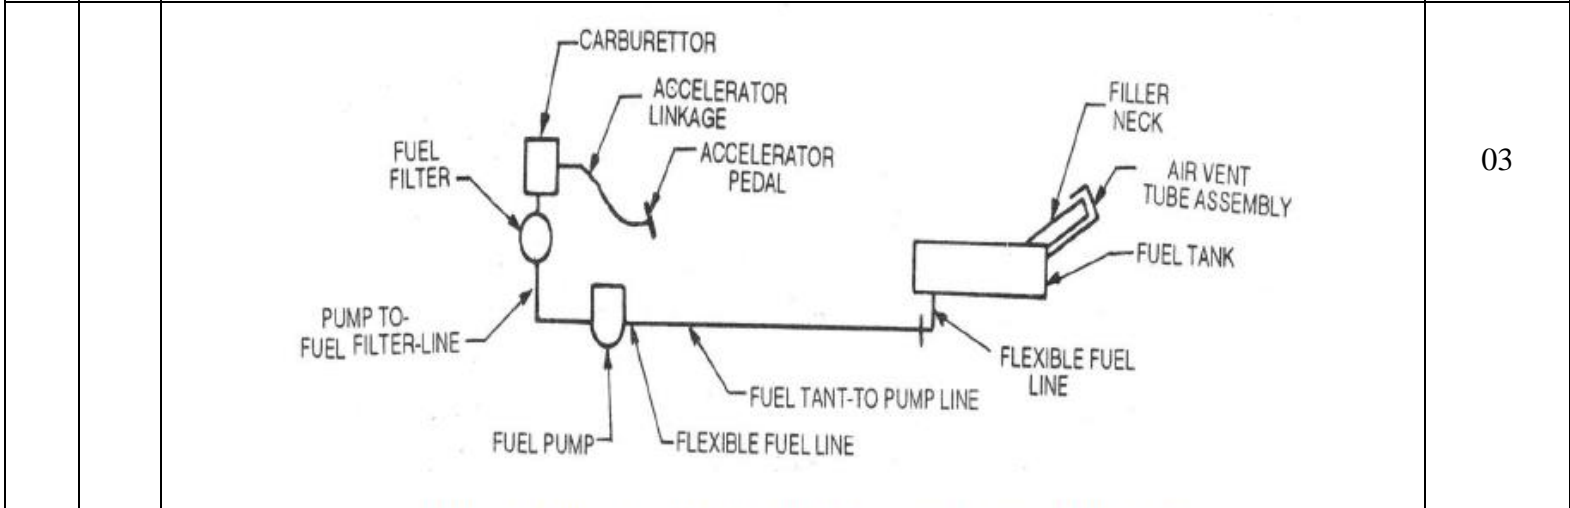 CARBURETTOR
ACCELERATOR
LINKAGE
FUEL
FILTER
ACCELERATOR
PEDAL
FILLER
NECK
AIR VENT
TUBE ASSEMBLY
03
FUEL TANK
PUMP TO-
FUEL FILTER-LINE
FLEXIBLE FUEL
LINE
FUEL TANT-TO PUMP LINE
FUEL PUMP
FLEXIBLE FUEL LINE